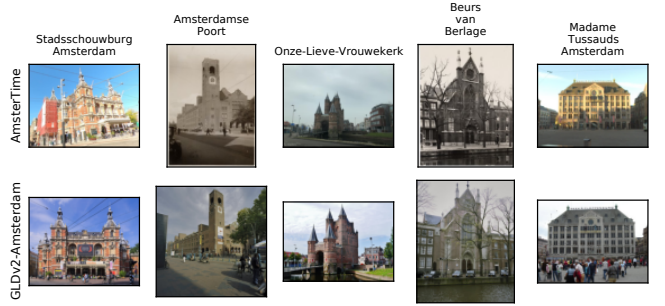 Stadsschouwburg
Amsterdam
Amsterdamse
Poort
Onze-Lieve-Vrouwekerk
Beurs
van
Berlage
Madame
Tussauds
Amsterdam
AmsterTime
GLDv2-Amsterdam